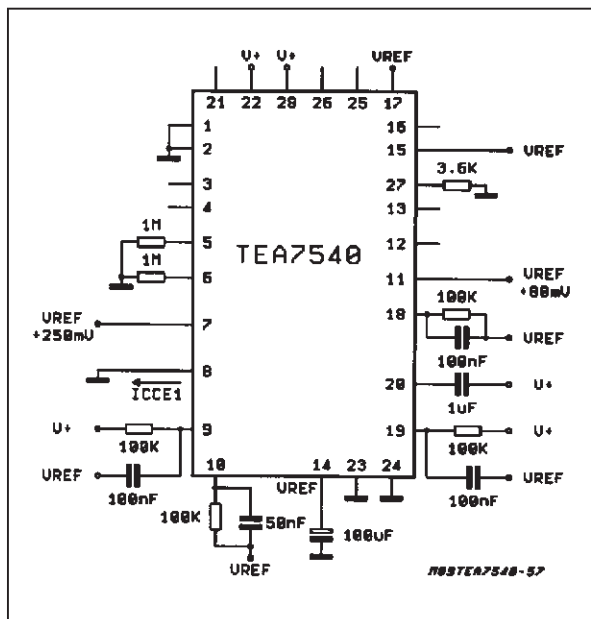 V+ V+ VREF
21 22 28 26 25 17
1 16
2 15 VREF
3 27 3.6K
4 13
1M
5 12
1M
TEA7540
6 11 VREF
+80mV
18 100K
VREF
+250mV 7
VREF
100nF
8 20 V+
ICCE1 1uF
V+ 9 19 V+
100K 100K
VREF 10 14 23 24 VREF
100nF VREF 100nF
100K 50nF 100uF
VREF
M89TEA7540-57